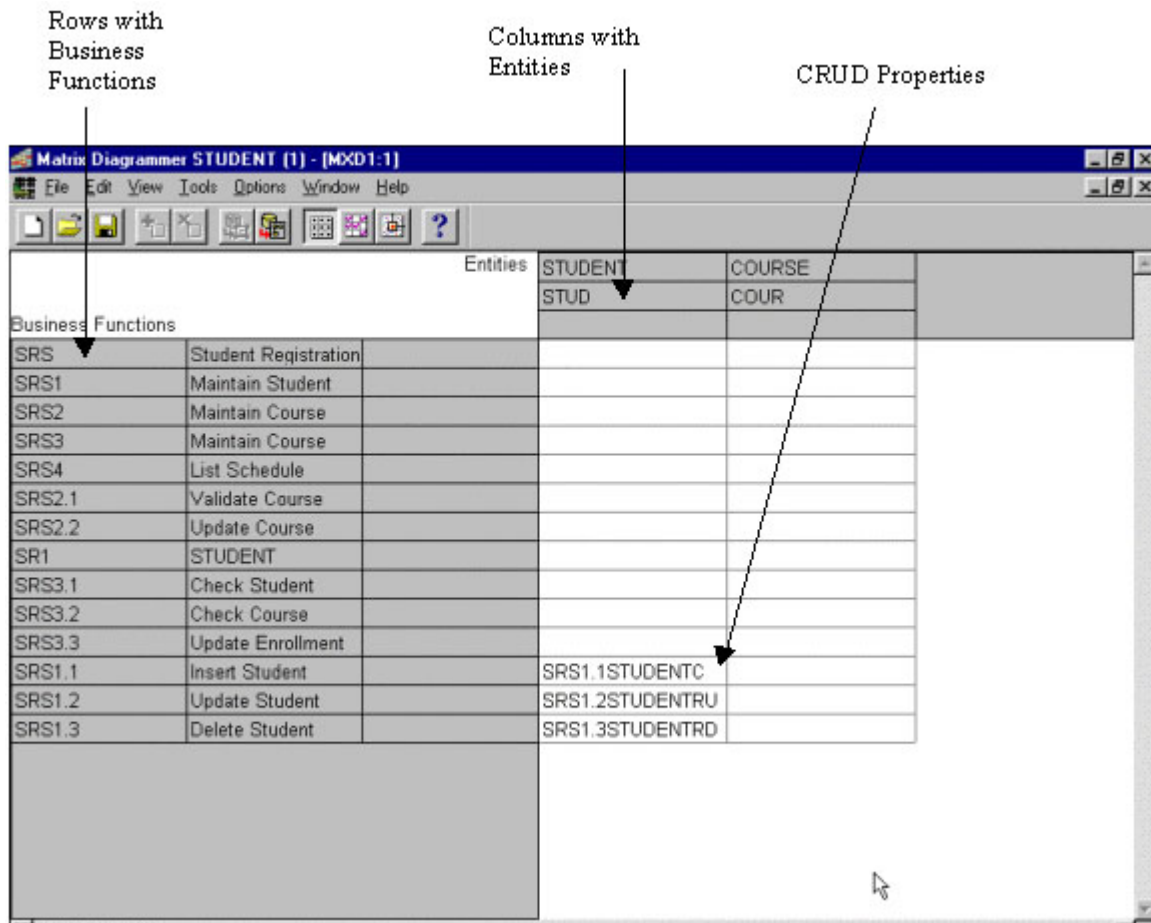 Rows with
Business
Functions
Columns with
Entities
CRUD Properties
Matrix Diagrammer STUDENT (1) - [MXD1:1]
File Edit View Tools Options Window Help
Entities STUDENT COURSE
STUD COUR
Business Functions
SRS Student Registration
SRS1 Maintain Student
SRS2 Maintain Course
SRS3 Maintain Course
SRS4 List Schedule
SRS2.1 Validate Course
SRS2.2 Update Course
SR1 STUDENT
SRS3.1 Check Student
SRS3.2 Check Course
SRS3.3 Update Enrollment
SRS1.1 Insert Student SRS1.1STUDENTC
SRS1.2 Update Student SRS1.2STUDENTRU
SRS1.3 Delete Student SRS1.3STUDENTRD